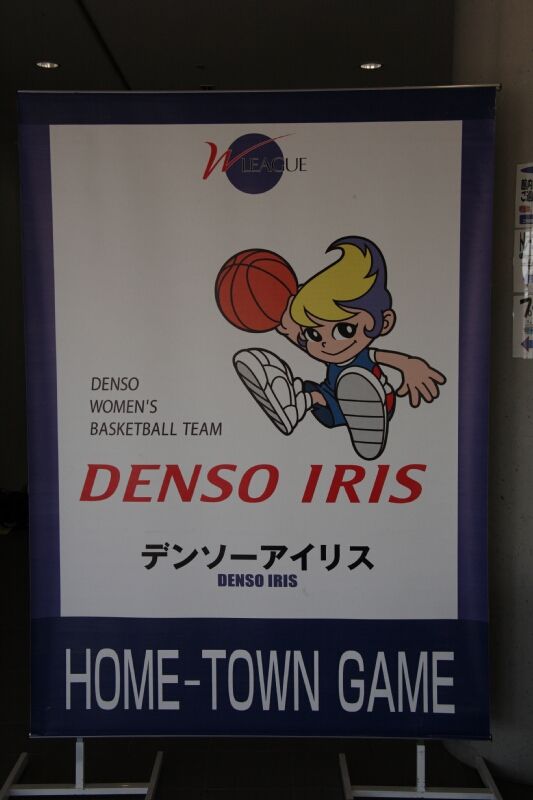 W LEAGUE
DENSO
WOMEN'S
BASKETBALL TEAM
DENSO IRIS
デンソーアイリス
DENSO IRIS
HOME-TOWN GAME